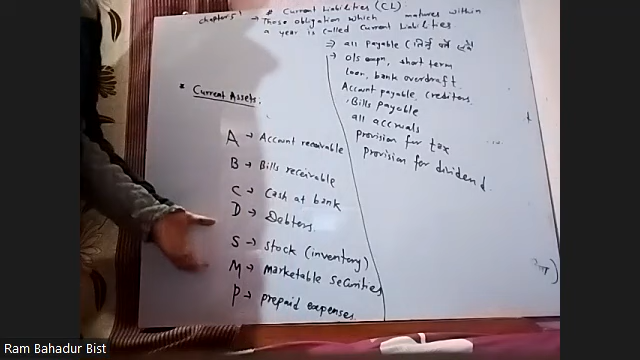 chapter 5
* Current Liabilities (CL)
→ Those obligation which matures within
a year is called current liabilities
⇒ all payable
→ o/s expn, short term
loan, bank overdraft.
Account payable, creditors.
Bills payable
all accruals
provision for tax
provision for dividend.
* Current Assets:
A → Account receivable
B → Bills receivable
C → Cash at bank
D → Debtors.
S → Stock (inventory)
M → marketable securities
P → prepaid expenses.
Ram Bahadur Bist